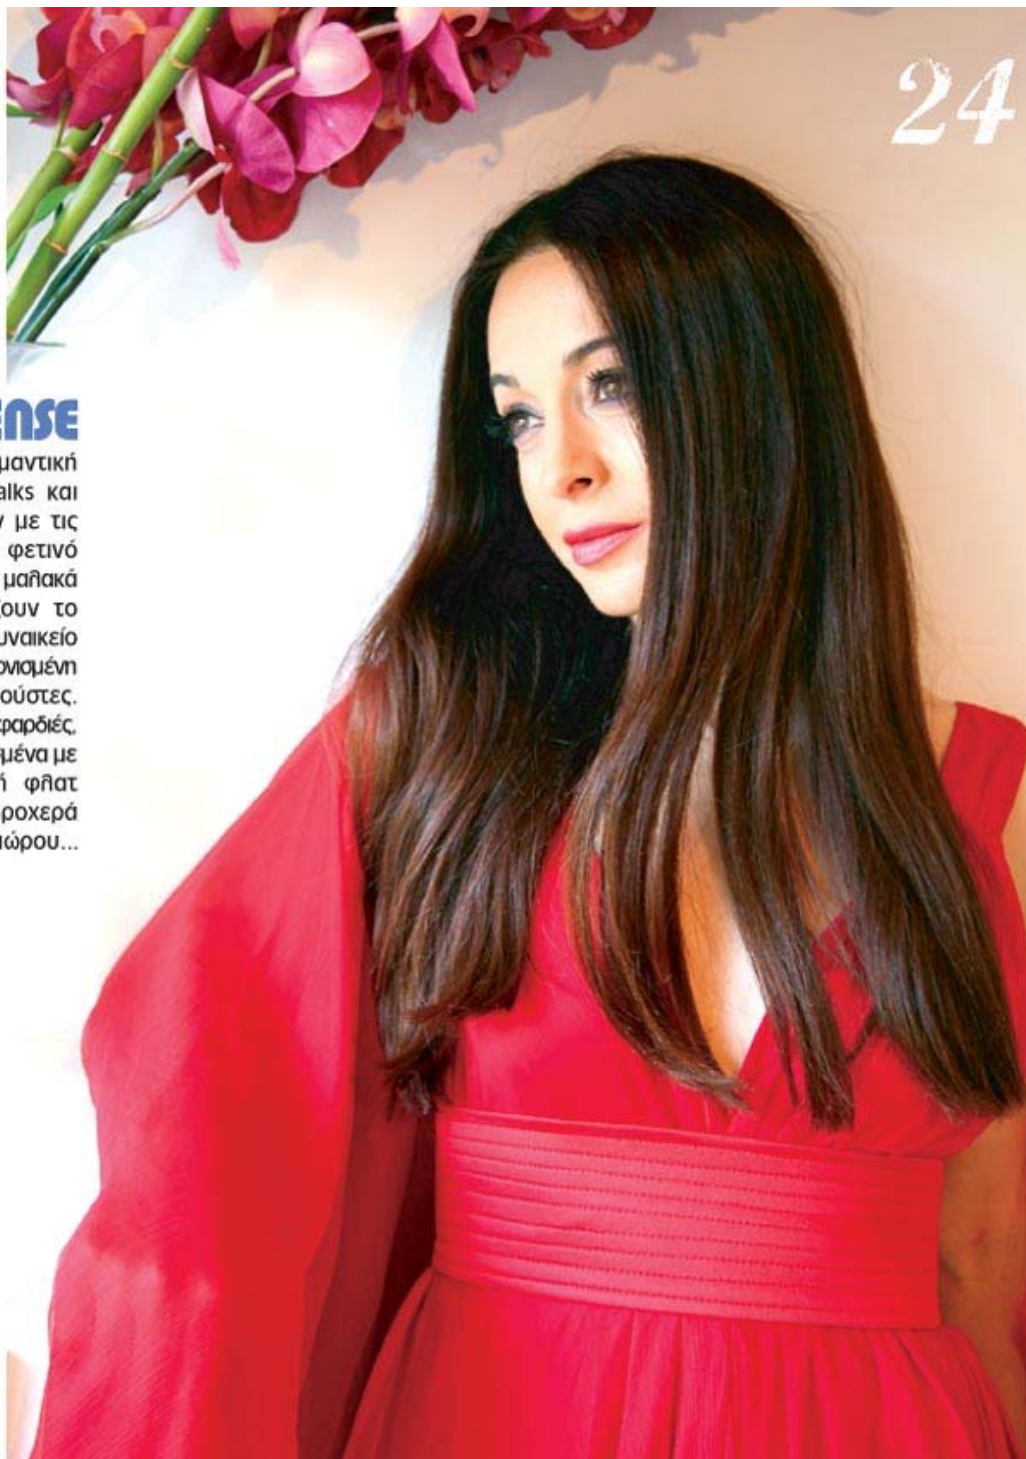 24
ENSE
μαντική
alks και
ν με τις
φετινό
μαλακά
ζουν το
υναικείο
ονισμένη
ούστες.
φαρδιές,
μένα με
ή φλατ
ροχερά
ώρου...